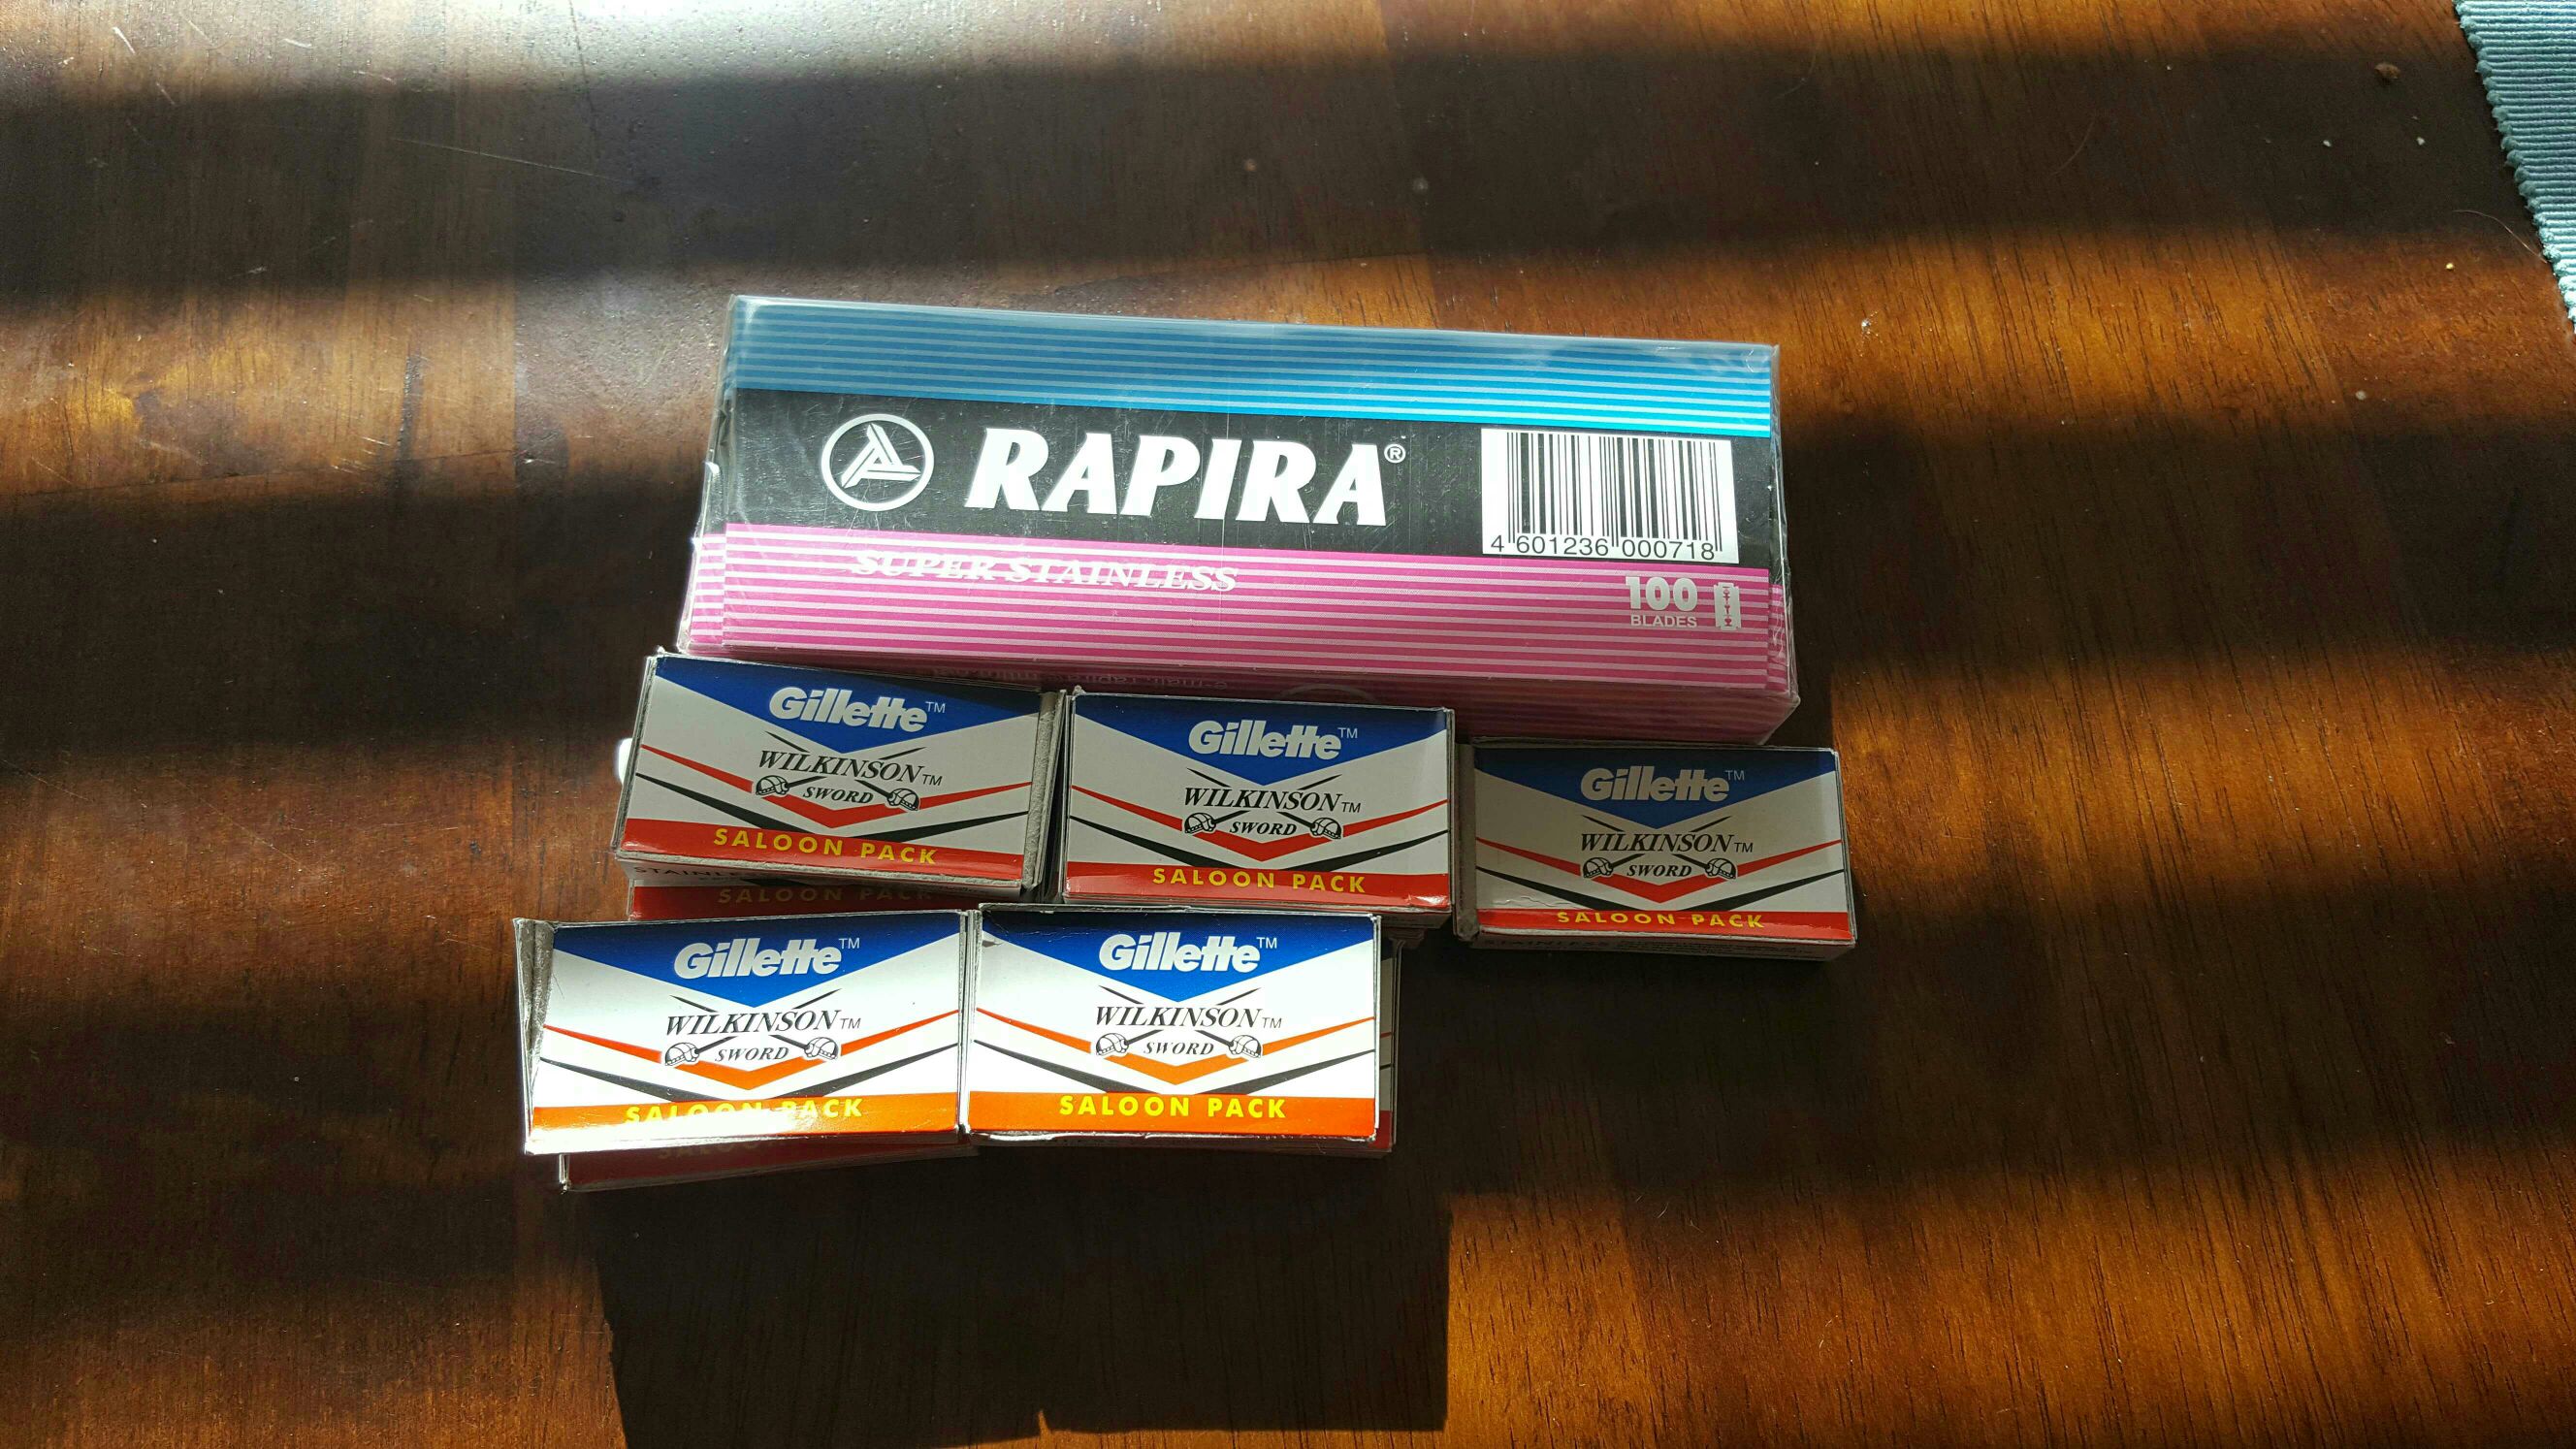 RAPIRA®
4 601236 000718
SUPER STAINLESS
100
BLADES
Gillette™
WILKINSON™
SWORD
SALOON PACK
SALOON PACK
Gillette™
WILKINSON™
SWORD
SALOON PACK
Gillette™
WILKINSON™
SWORD
SALOON PACK
STAINLESS
Gillette™
WILKINSON™
SWORD
SALOON PACK
Gillette™
WILKINSON™
SWORD
SALOON PACK